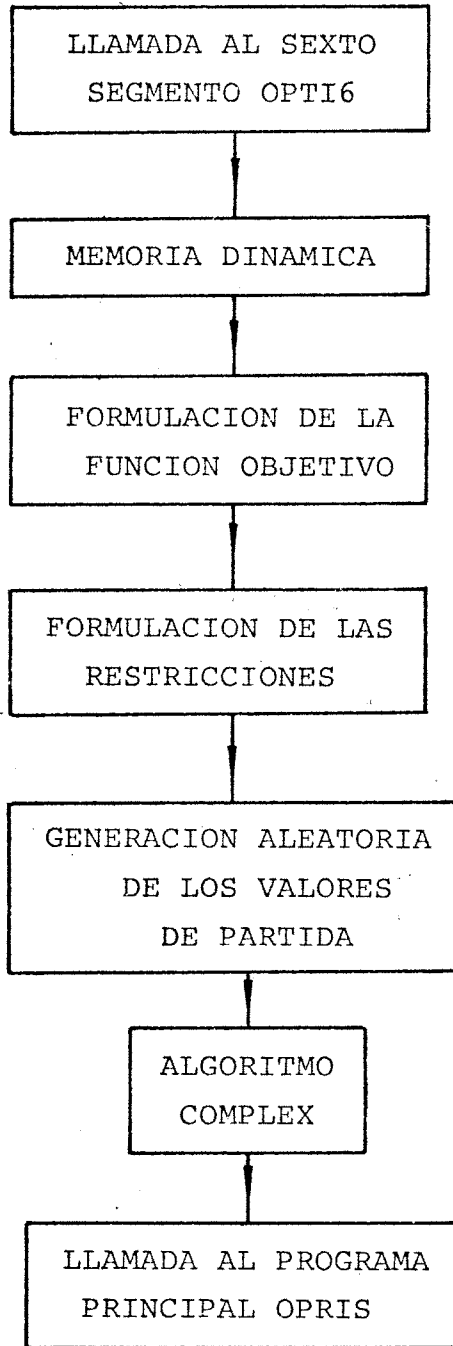 LLAMADA AL SEXTO
SEGMENTO OPTI6
MEMORIA DINAMICA
FORMULACION DE LA
FUNCION OBJETIVO
FORMULACION DE LAS
RESTRICCIONES
GENERACION ALEATORIA
DE LOS VALORES
DE PARTIDA
ALGORITMO
COMPLEX
LLAMADA AL PROGRAMA
PRINCIPAL OPRIS